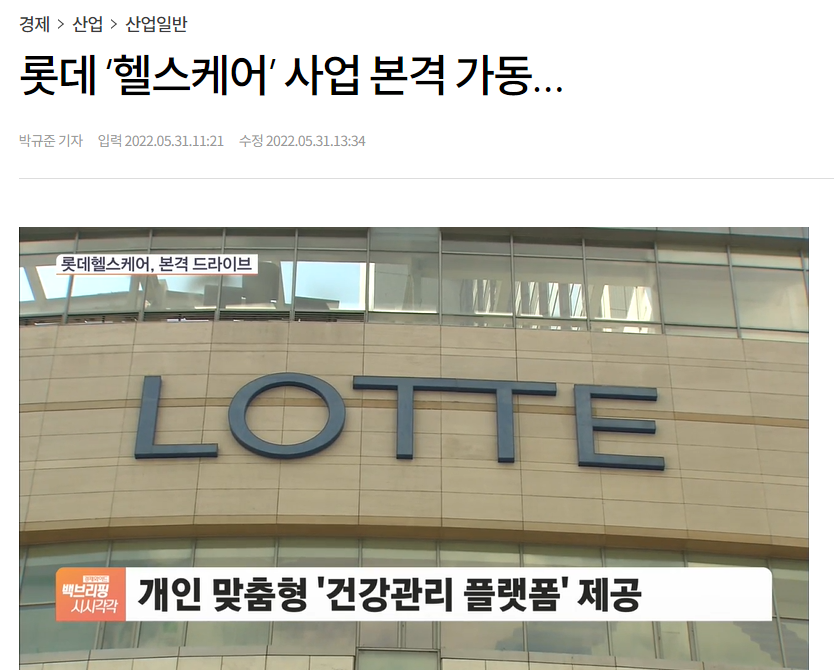 경제 > 산업 > 산업일반
롯데 ‘헬스케어’ 사업 본격 가동…
박규준 기자 입력 2022.05.31.11:21 수정 2022.05.31.13:34
롯데헬스케어, 본격 드라이브
LOTTE
백브리핑
시시각각
개인 맞춤형 '건강관리 플랫폼' 제공